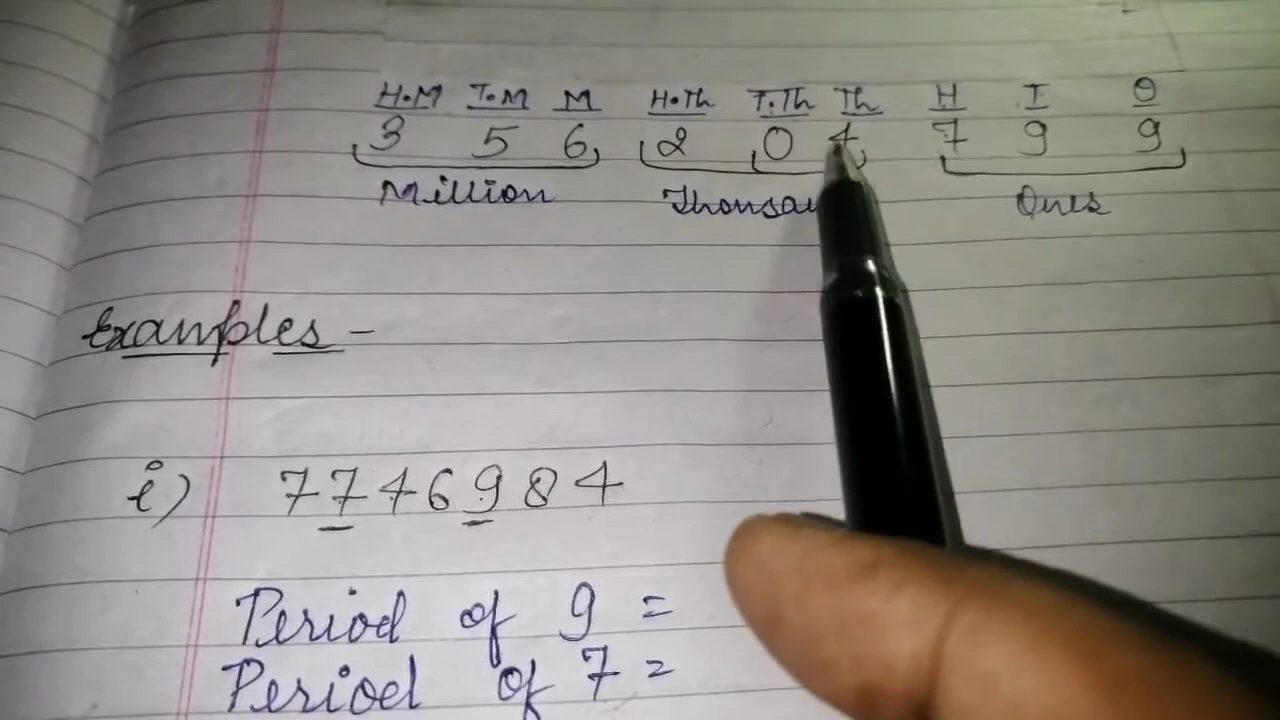 H.M T.M M H.Th T.Th Th H T O
3 5 6 2 0 4 7 9 9
Million Ones
Examples -
i) 7746984
Period of 9 =
Period of 7 =